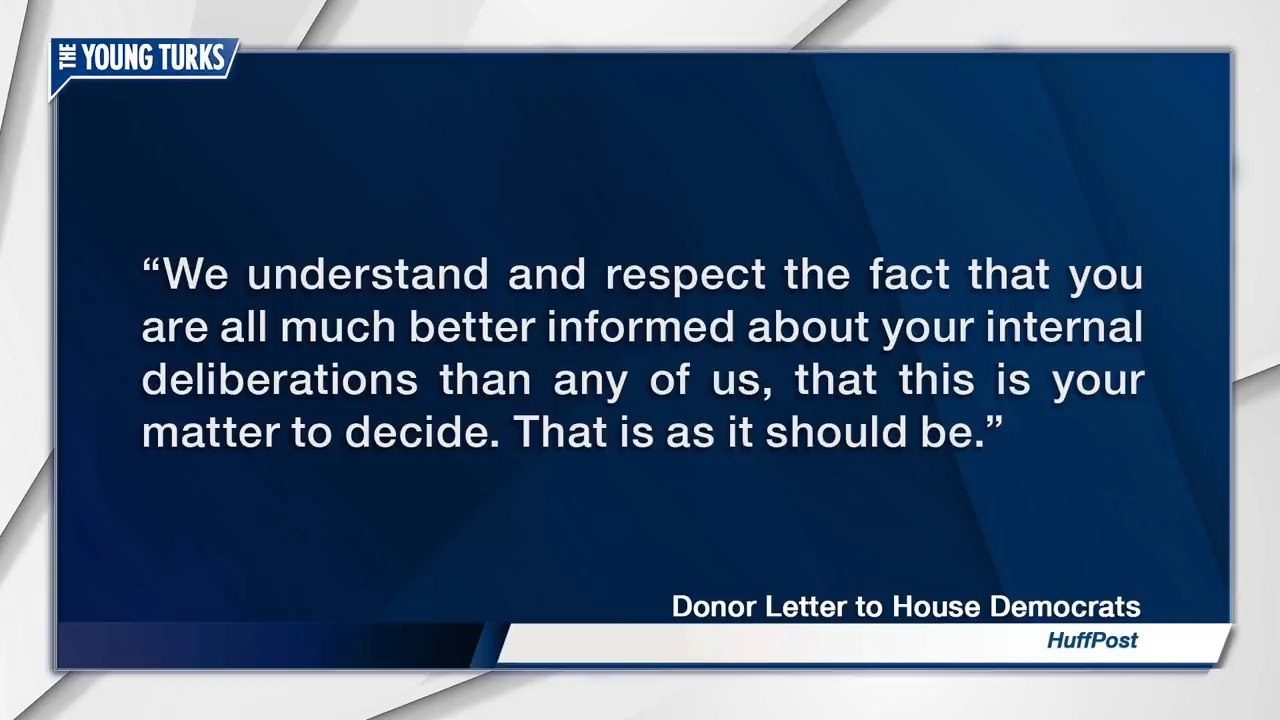 THE YOUNG TURKS
“We understand and respect the fact that you
are all much better informed about your internal
deliberations than any of us, that this is your
matter to decide. That is as it should be.”
Donor Letter to House Democrats
HuffPost